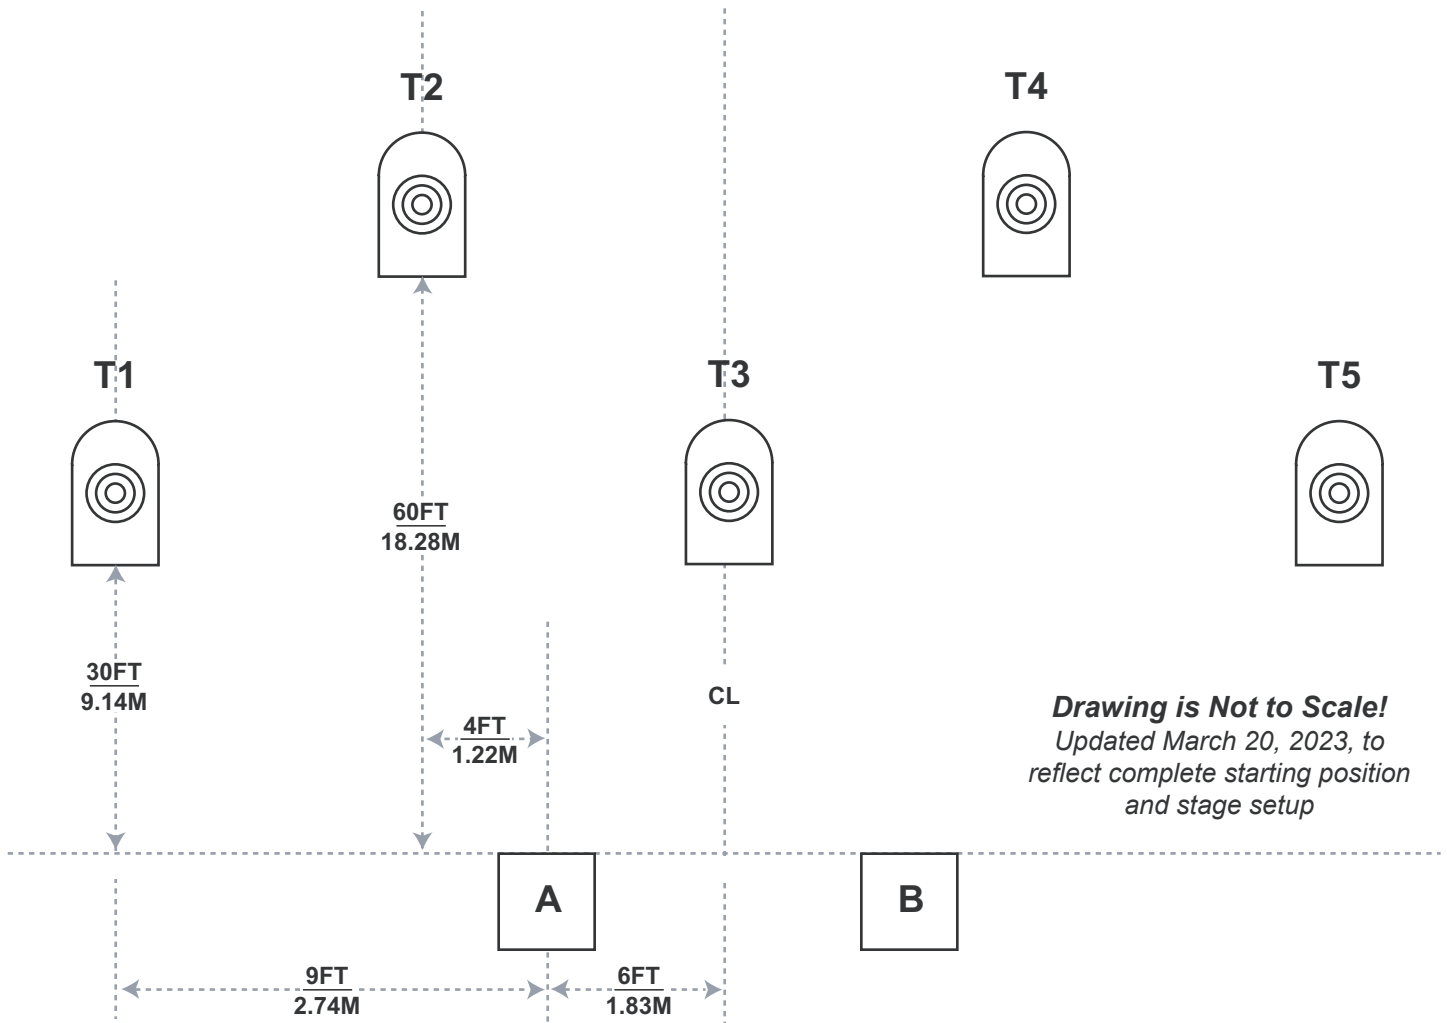 T2
T4
T1
T3
T5
60FT
18.28M
30FT
9.14M
CL
4FT
1.22M
Drawing is Not to Scale!
Updated March 20, 2023, to
reflect complete starting position
and stage setup
A
B
9FT
2.74M
6FT
1.83M